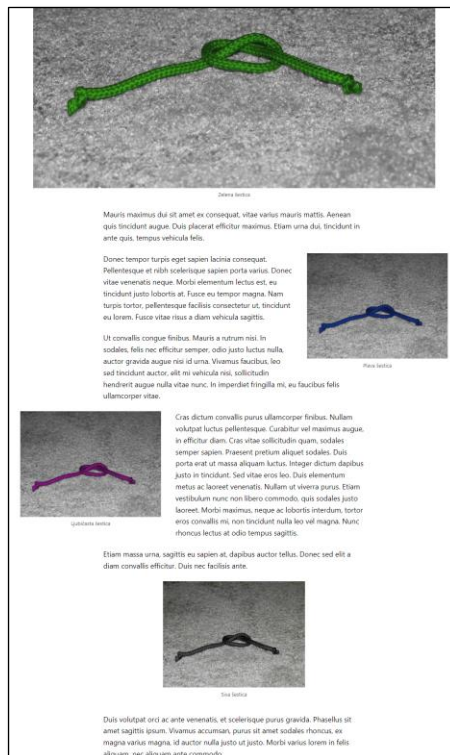 Zelena šestica
Mauris maximus dui sit amet ex consequat, vitae varius mauris mattis. Aenean
quis tincidunt augue. Duis placerat efficitur maximus. Etiam urna dui, tincidunt in
ante quis, tempus vehicula felis.
Donec tempor turpis eget sapien lacinia consequat.
Pellentesque et nibh scelerisque sapien porta varius. Donec
vitae venenatis neque. Morbi elementum lectus est, eu
tincidunt justo lobortis at. Fusce eu tempor magna. Nam
turpis tortor, pellentesque facilisis consectetur ut, tincidunt
eu lorem. Fusce vitae risus a diam vehicula sagittis.
Plava šestica
Ut convallis congue finibus. Mauris a rutrum nisi. In
sodales, felis nec efficitur semper, odio justo luctus nulla,
auctor gravida augue nisi id urna. Vivamus faucibus, leo
sed tincidunt auctor, elit mi vehicula nisi, sollicitudin
hendrerit augue nulla vitae nunc. In imperdiet fringilla mi, eu faucibus felis
ullamcorper vitae.
Ljubičasta šestica
Cras dictum convallis purus ullamcorper finibus. Nullam
volutpat luctus pellentesque. Curabitur vel maximus augue,
in efficitur diam. Cras vitae sollicitudin quam, sodales
semper sapien. Praesent pretium aliquet sodales. Duis
porta erat ut massa aliquam luctus. Integer dictum dapibus
justo in tincidunt. Sed vitae eros leo. Duis elementum
metus ac laoreet venenatis. Nullam ut viverra purus. Etiam
vestibulum nunc non libero commodo, quis sodales justo
laoreet. Morbi maximus, neque ac lobortis interdum, tortor
eros convallis mi, non tincidunt nulla leo vel magna. Nunc
rhoncus lectus at odio tempus sagittis.
Etiam massa urna, sagittis eu sapien at, dapibus auctor tellus. Donec sed elit a
diam convallis efficitur. Duis nec facilisis ante.
Siva šestica
Duis volutpat orci ac ante venenatis, et scelerisque purus gravida. Phasellus sit
amet sagittis ipsum. Vivamus accumsan, purus sit amet sodales rhoncus, ex
magna varius magna, id auctor nulla justo ut justo. Morbi varius lorem in felis
aliquam, nec aliquam ante commodo.